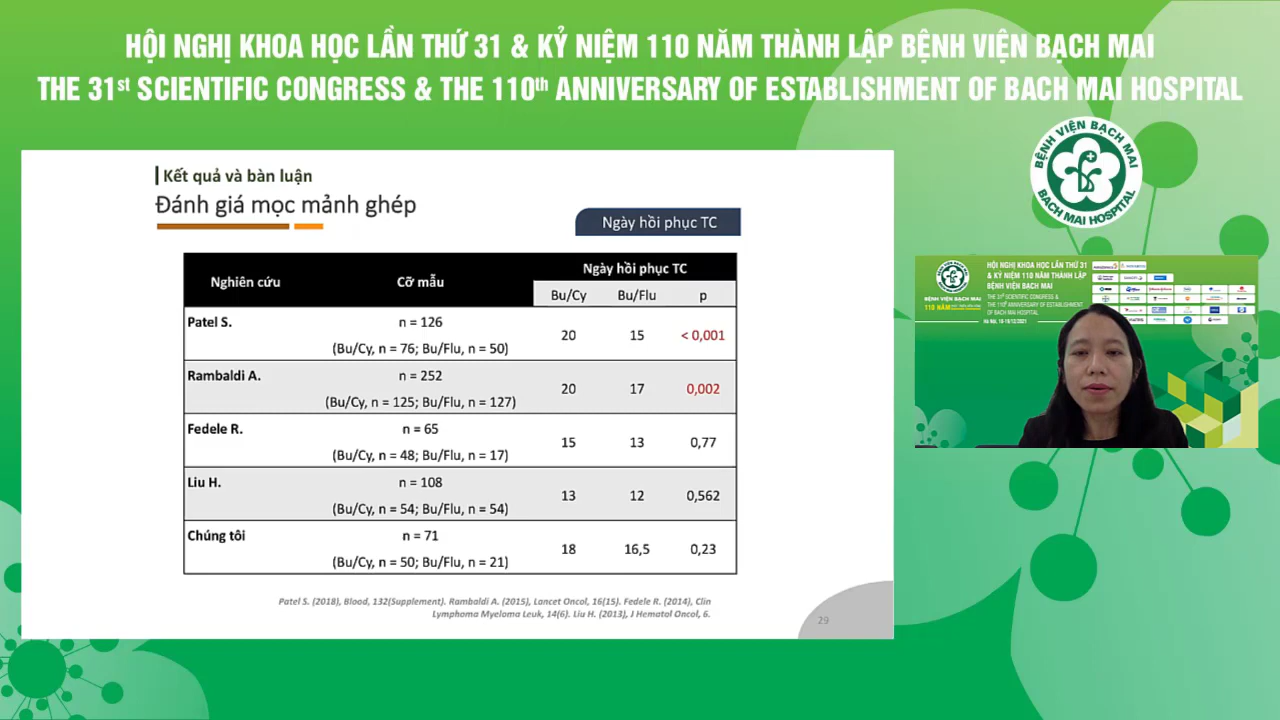 HỘI NGHỊ KHOA HỌC LẦN THỨ 31 & KỶ NIỆM 110 NĂM THÀNH LẬP BỆNH VIỆN BẠCH MAI
THE 31st SCIENTIFIC CONGRESS & THE 110th ANNIVERSARY OF ESTABLISHMENT OF BACH MAI HOSPITAL
BỆNH VIỆN BẠCH MAI
BACH MAI HOSPITAL
Kết quả và bàn luận
Đánh giá mọc mảnh ghép
Ngày hồi phục TC
Nghiên cứu Cỡ mẫu Ngày hồi phục TC
Bu/Cy Bu/Flu p
Patel S. n = 126
(Bu/Cy, n = 76; Bu/Flu, n = 50) 20 15 < 0,001
Rambaldi A. n = 252
(Bu/Cy, n = 125; Bu/Flu, n = 127) 20 17 0,002
Fedele R. n = 65
(Bu/Cy, n = 48; Bu/Flu, n = 17) 15 13 0,77
Liu H. n = 108
(Bu/Cy, n = 54; Bu/Flu, n = 54) 13 12 0,562
Chúng tôi n = 71
(Bu/Cy, n = 50; Bu/Flu, n = 21) 18 16,5 0,23
Patel S. (2018), Blood, 132(Supplement). Rambaldi A. (2015), Lancet Oncol, 16(15). Fedele R. (2014), Clin
Lymphoma Myeloma Leuk, 14(6). Liu H. (2013), J Hematol Oncol, 6.
29
HỘI NGHỊ KHOA HỌC LẦN THỨ 31
& KỶ NIỆM 110 NĂM THÀNH LẬP
BỆNH VIỆN BẠCH MAI
THE 31st SCIENTIFIC CONGRESS &
THE 110th ANNIVERSARY OF ESTABLISHMENT
OF BACH MAI HOSPITAL
BỆNH VIỆN BẠCH MAI
110 NĂM